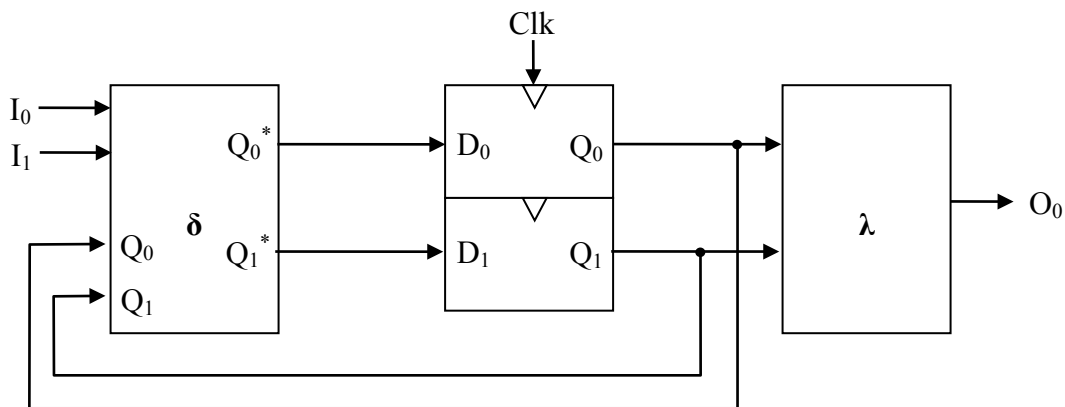 Clk
I₀
I₁
Q₀*
D₀
Q₀
O₀
δ
λ
Q₀
Q₁*
D₁
Q₁
Q₁